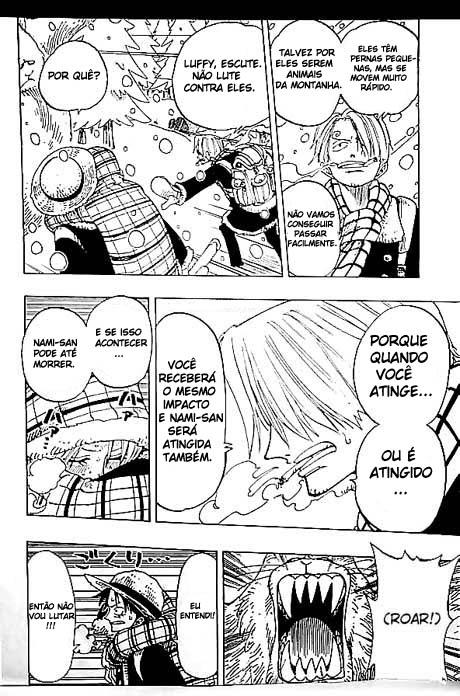 ELES TÊM
PERNAS PEQUE-
NAS, MAS SE
MOVEM MUITO
RÁPIDO.
TALVEZ POR
ELES SEREM
ANIMAIS
DA MONTANHA.
NÃO VAMOS
CONSEGUIR
PASSAR
FACILMENTE.
LUFFY, ESCUTE.
NÃO LUTE
CONTRA ELES.
POR QUÊ?
PORQUE
QUANDO
VOCÊ
ATINGE...
OU É
ATINGIDO
...
VOCÊ
RECEBERÁ
O MESMO
IMPACTO
E NAMI-SAN
SERÁ
ATINGIDA
TAMBÉM.
E SE ISSO
ACONTECER
...
NAMI-SAN
PODE ATÉ
MORRER.
(ROAR!)
ごくり...
EU
ENTENDI!
ENTÃO NÃO
VOU LUTAR
!!!